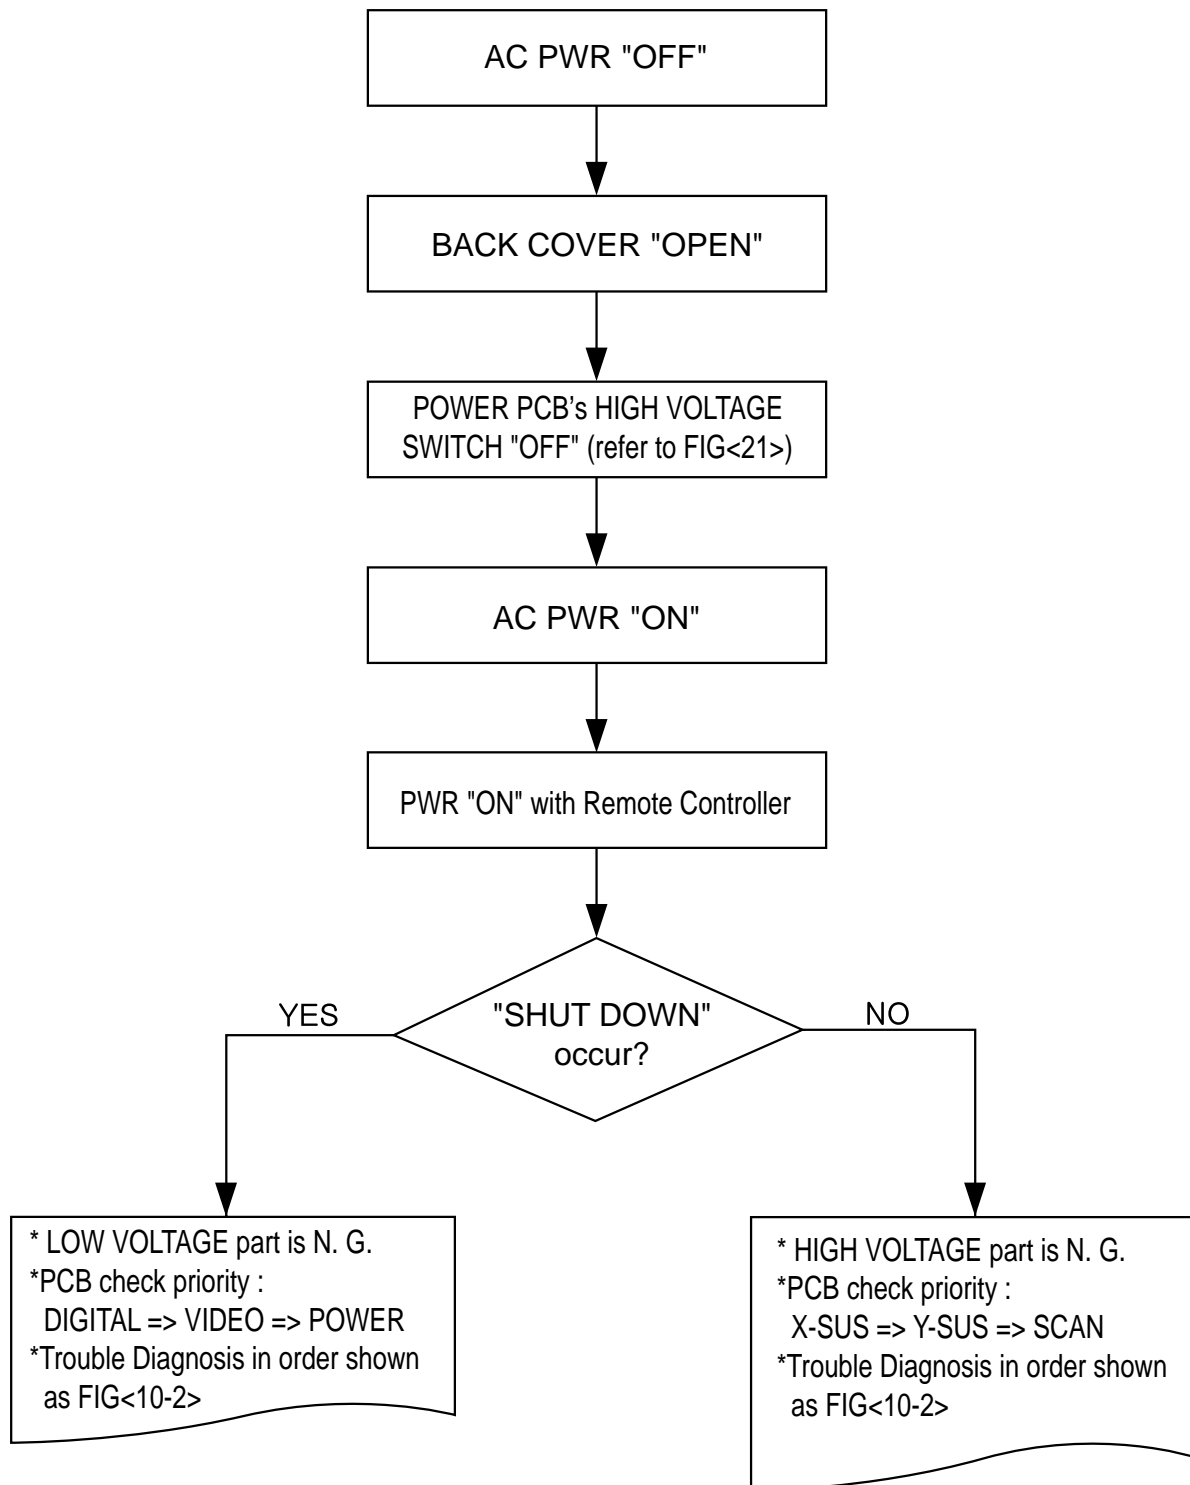 AC PWR "OFF"
BACK COVER "OPEN"
POWER PCB's HIGH VOLTAGE
SWITCH "OFF" (refer to FIG<21>)
AC PWR "ON"
PWR "ON" with Remote Controller
"SHUT DOWN"
occur?
YES
NO
* LOW VOLTAGE part is N. G.
*PCB check priority :
DIGITAL => VIDEO => POWER
*Trouble Diagnosis in order shown
as FIG<10-2>
* HIGH VOLTAGE part is N. G.
*PCB check priority :
X-SUS => Y-SUS => SCAN
*Trouble Diagnosis in order shown
as FIG<10-2>